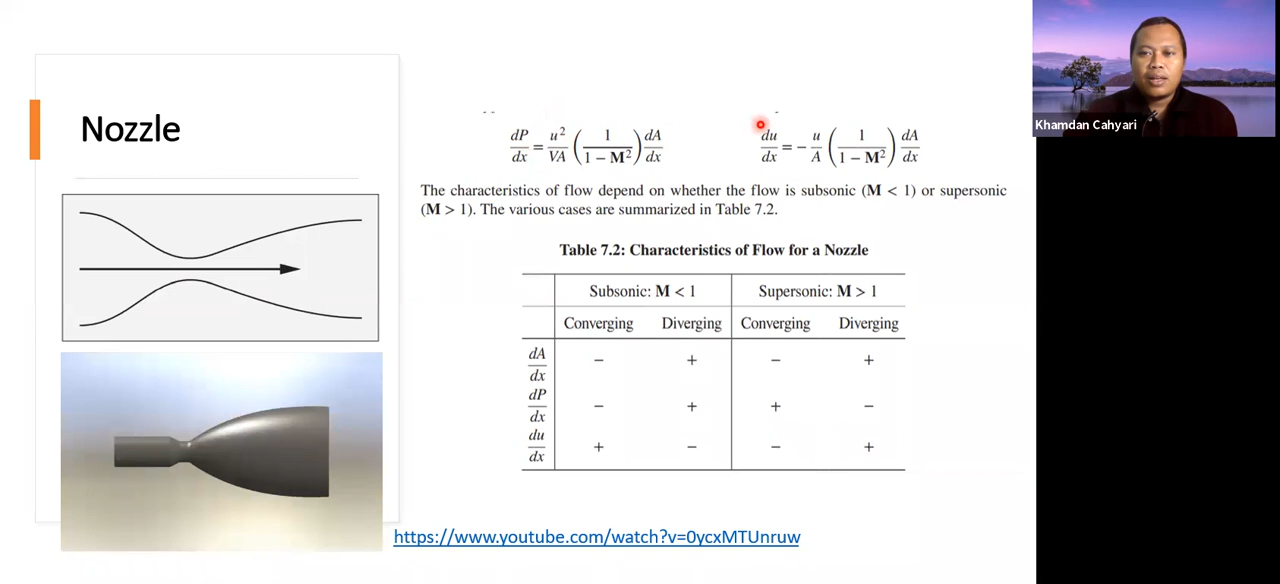 Nozzle
dP/dx = u²/VA (1/(1 − M²)) dA/dx
du/dx = − u/A (1/(1 − M²)) dA/dx
The characteristics of flow depend on whether the flow is subsonic (M < 1) or supersonic
(M > 1). The various cases are summarized in Table 7.2.
Table 7.2: Characteristics of Flow for a Nozzle
Subsonic: M < 1 Supersonic: M > 1
Converging Diverging Converging Diverging
dA/dx − + − +
dP/dx − + + −
du/dx + − − +
https://www.youtube.com/watch?v=0ycxMTUnruw
Khamdan Cahyari